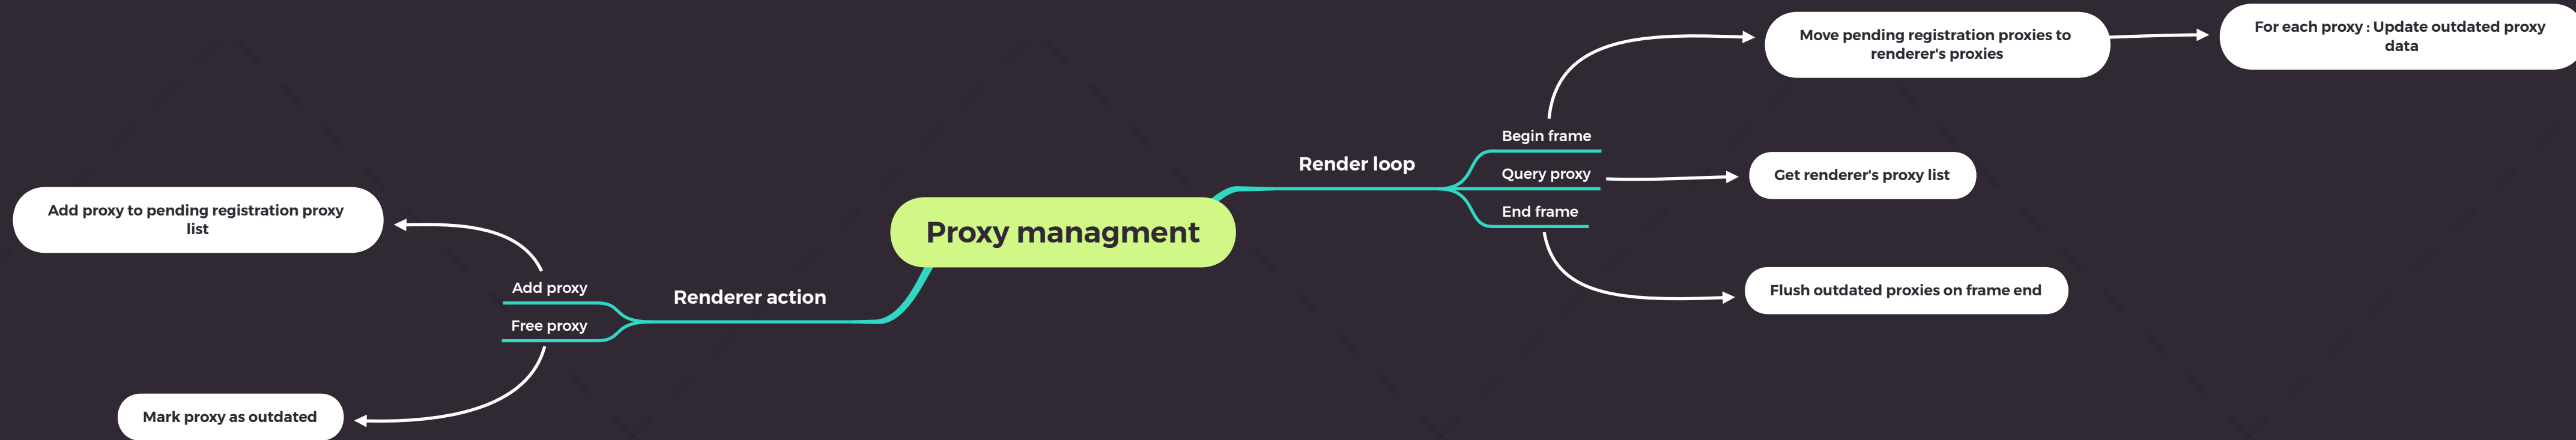 Proxy managment
Render loop
Begin frame
Move pending registration proxies to
renderer's proxies
For each proxy : Update outdated proxy
data
Query proxy
Get renderer's proxy list
End frame
Flush outdated proxies on frame end
Renderer action
Add proxy
Add proxy to pending registration proxy
list
Free proxy
Mark proxy as outdated